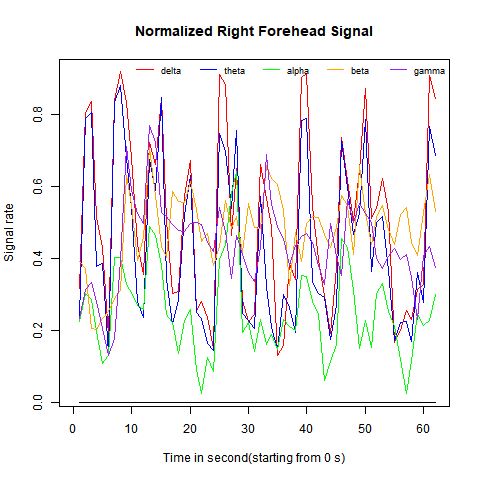 Normalized Right Forehead Signal
delta theta alpha beta gamma
Signal rate
0.0 0.2 0.4 0.6 0.8
0 10 20 30 40 50 60
Time in second(starting from 0 s)